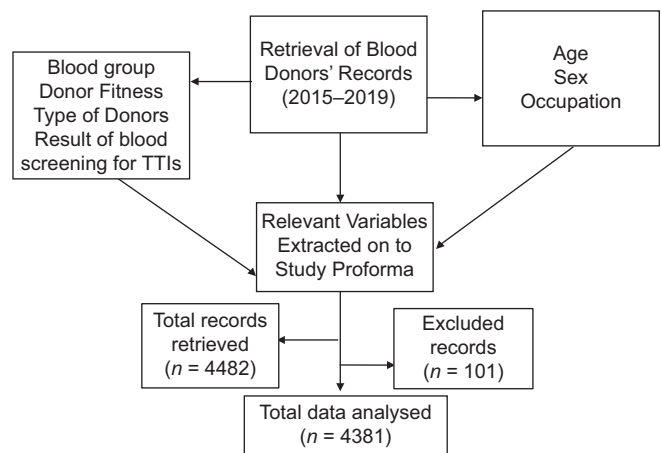 Blood group
Donor Fitness
Type of Donors
Result of blood
screening for TTIs
Retrieval of Blood
Donors' Records
(2015–2019)
Age
Sex
Occupation
Relevant Variables
Extracted on to
Study Proforma
Total records
retrieved
(n = 4482)
Excluded
records
(n = 101)
Total data analysed
(n = 4381)